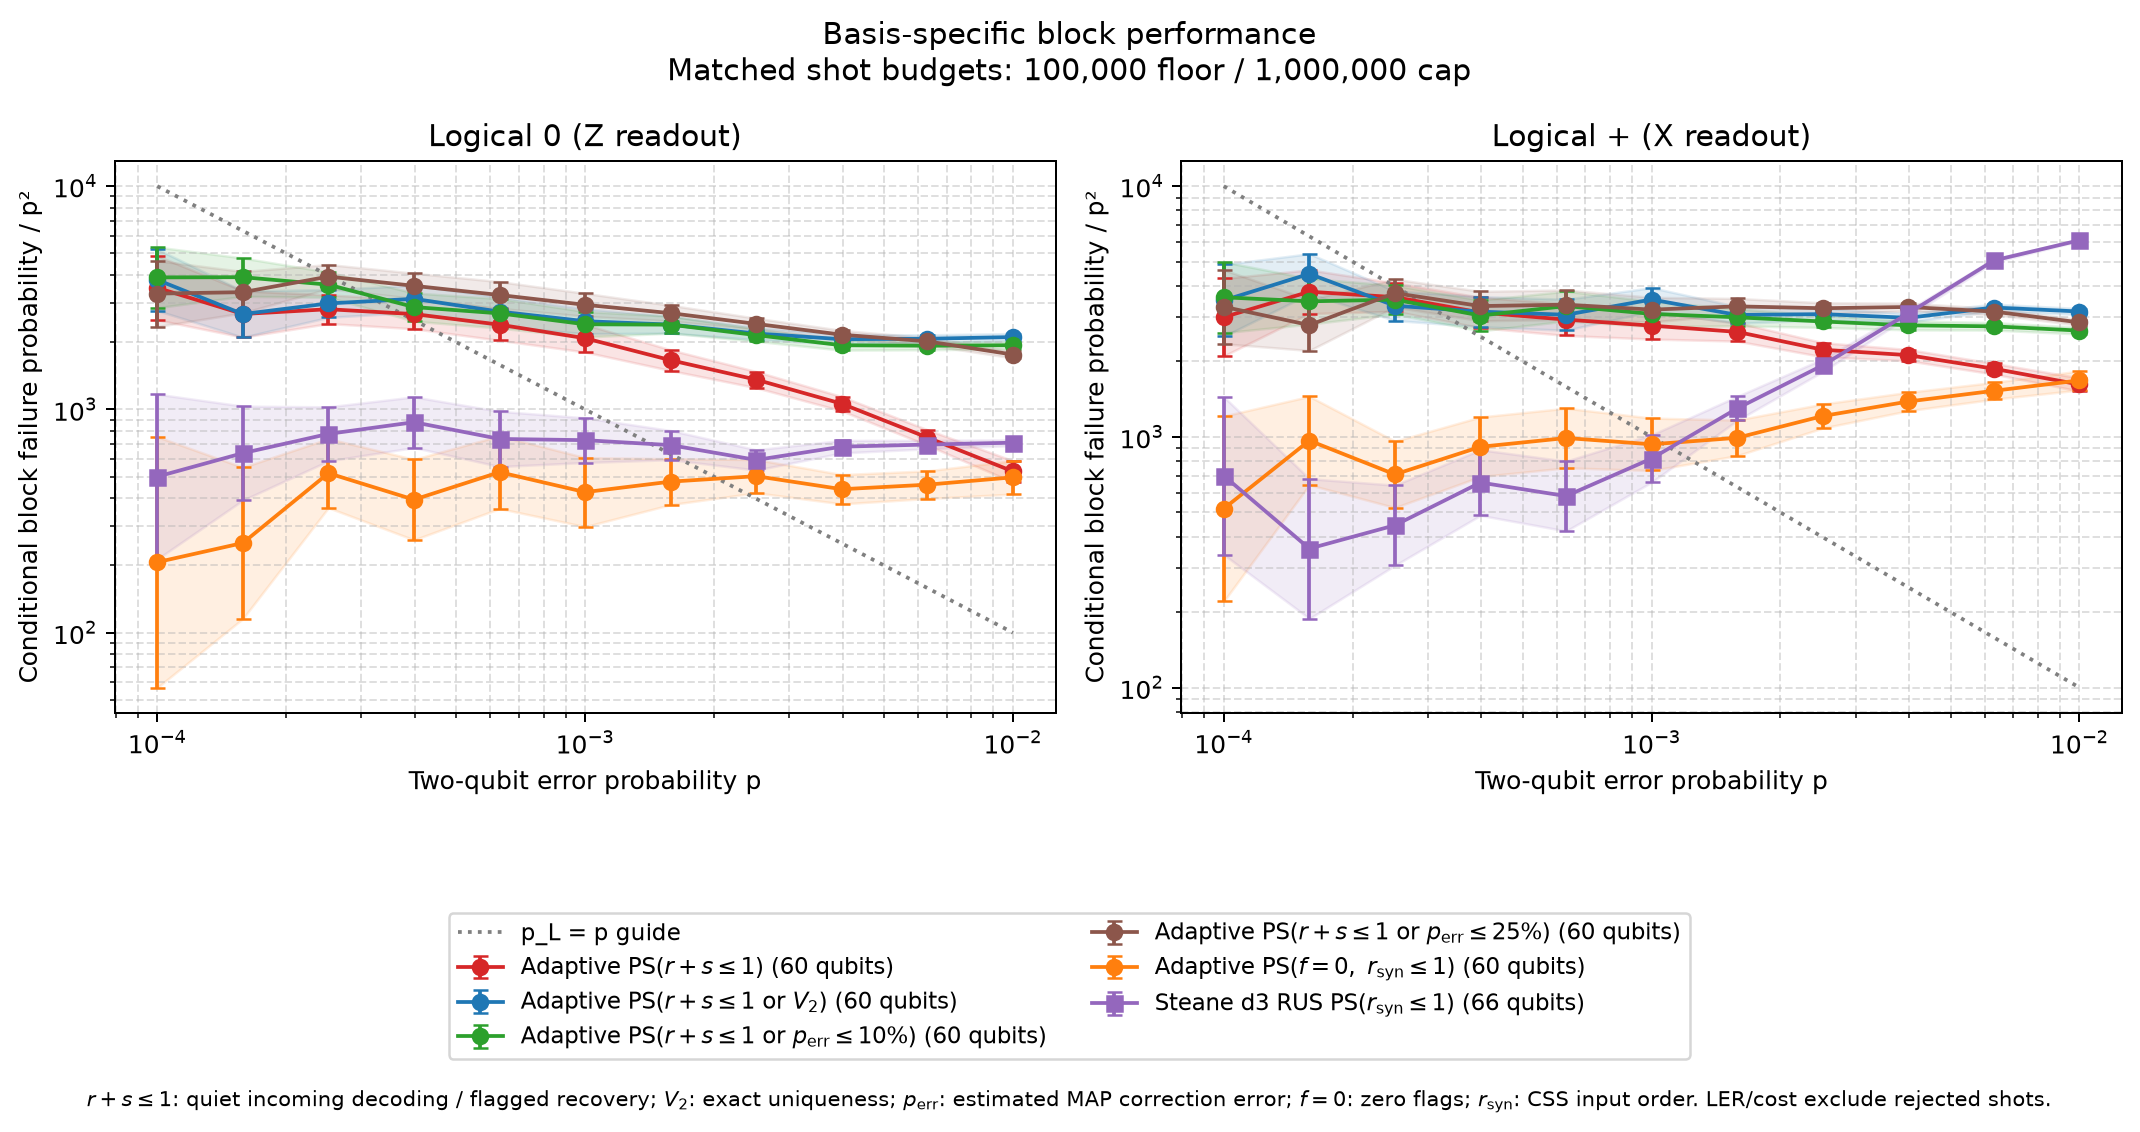 Basis-specific block performance
Matched shot budgets: 100,000 floor / 1,000,000 cap
Logical 0 (Z readout)
Conditional block failure probability / p²
10⁴
10³
10²
10⁻⁴
10⁻³
10⁻²
Two-qubit error probability p
Logical + (X readout)
Conditional block failure probability / p²
10⁴
10³
10²
10⁻⁴
10⁻³
10⁻²
Two-qubit error probability p
p_L = p guide
Adaptive PS(r + s ≤ 1) (60 qubits)
Adaptive PS(r + s ≤ 1 or V₂) (60 qubits)
Adaptive PS(r + s ≤ 1 or p_err ≤ 10%) (60 qubits)
Adaptive PS(r + s ≤ 1 or p_err ≤ 25%) (60 qubits)
Adaptive PS(f = 0, r_syn ≤ 1) (60 qubits)
Steane d3 RUS PS(r_syn ≤ 1) (66 qubits)
r + s ≤ 1: quiet incoming decoding / flagged recovery; V₂: exact uniqueness; p_err: estimated MAP correction error; f = 0: zero flags; r_syn: CSS input order. LER/cost exclude rejected shots.